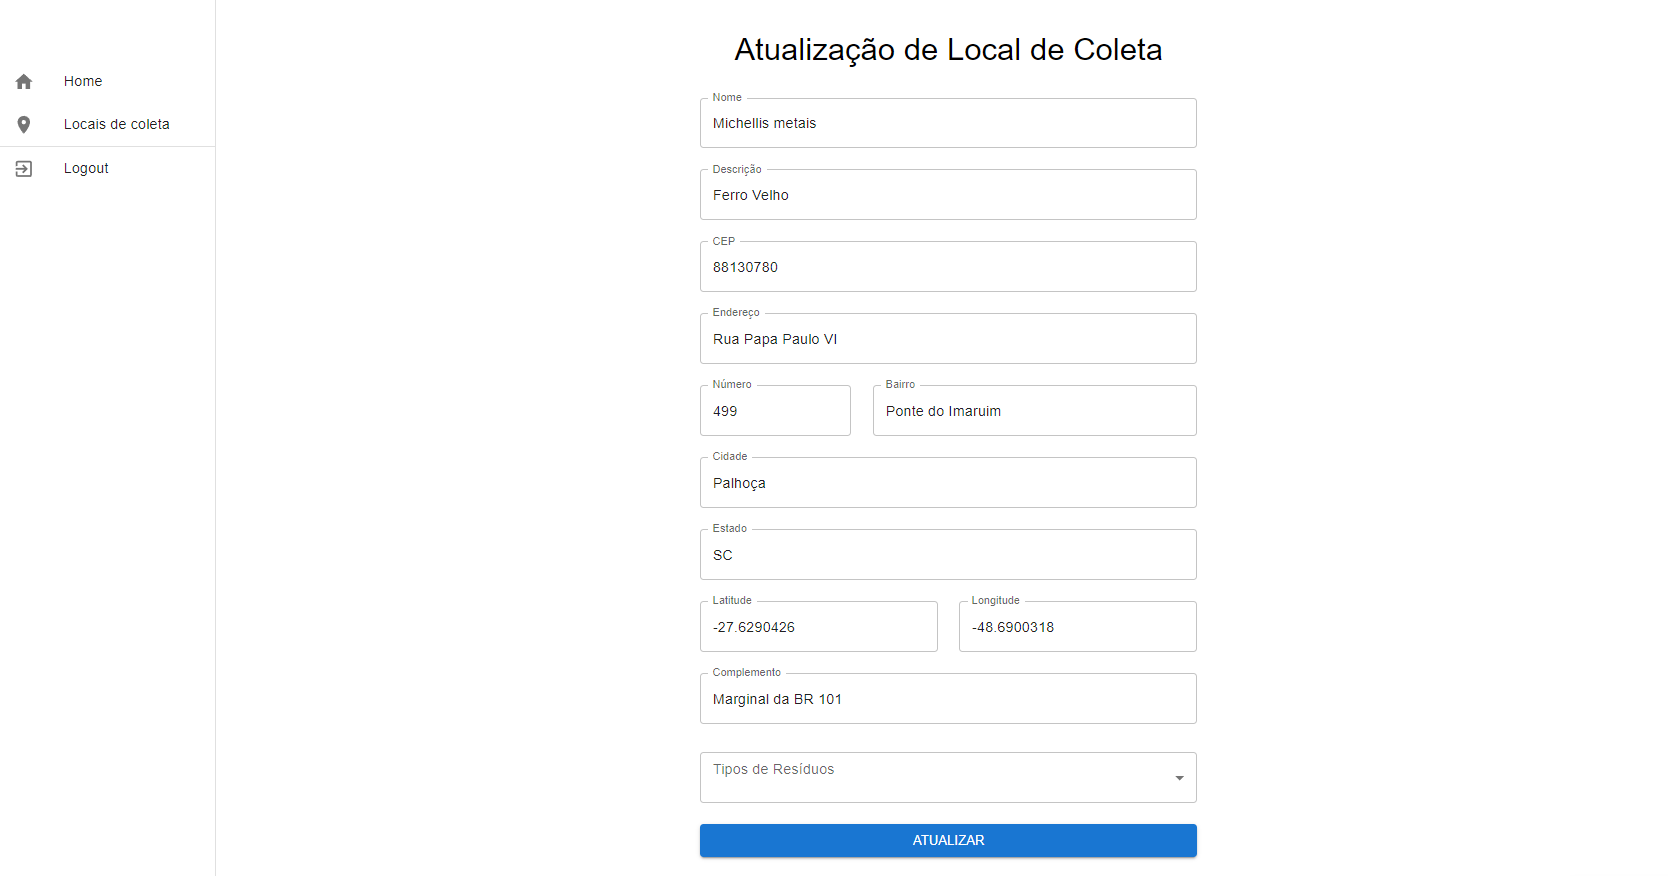 Home
Locais de coleta
Logout
Atualização de Local de Coleta
Nome
Michellis metais
Descrição
Ferro Velho
CEP
88130780
Endereço
Rua Papa Paulo VI
Número
499
Bairro
Ponte do Imaruim
Cidade
Palhoça
Estado
SC
Latitude
-27.6290426
Longitude
-48.6900318
Complemento
Marginal da BR 101
Tipos de Resíduos
ATUALIZAR